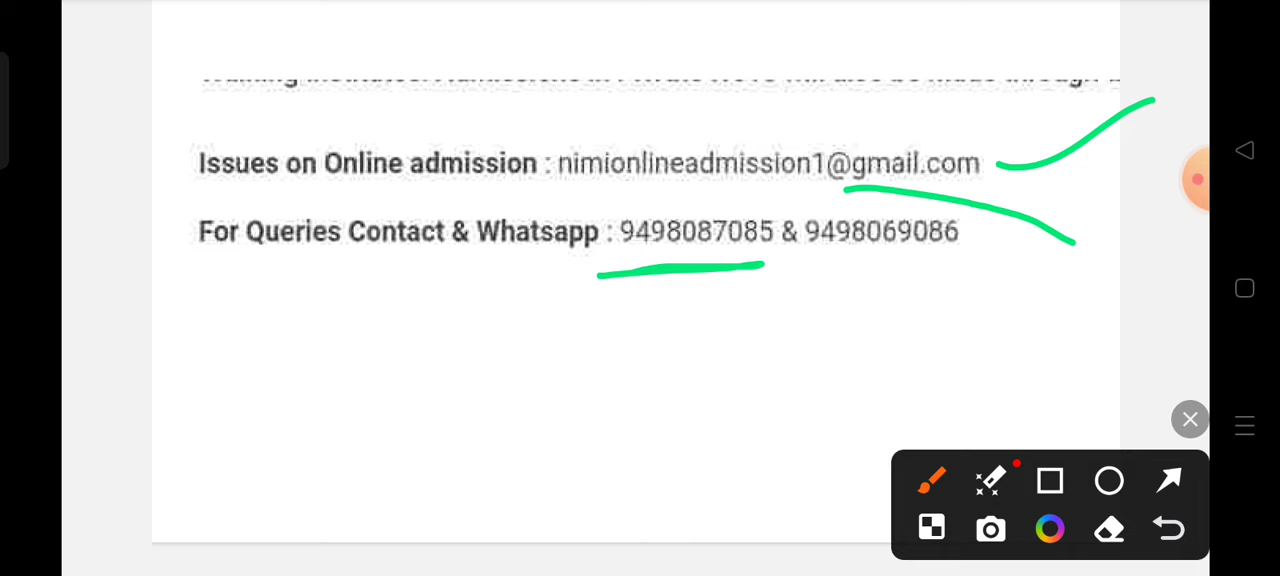 Issues on Online admission : nimionlineadmission1@gmail.com
For Queries Contact & Whatsapp : 9498087085 & 9498069086